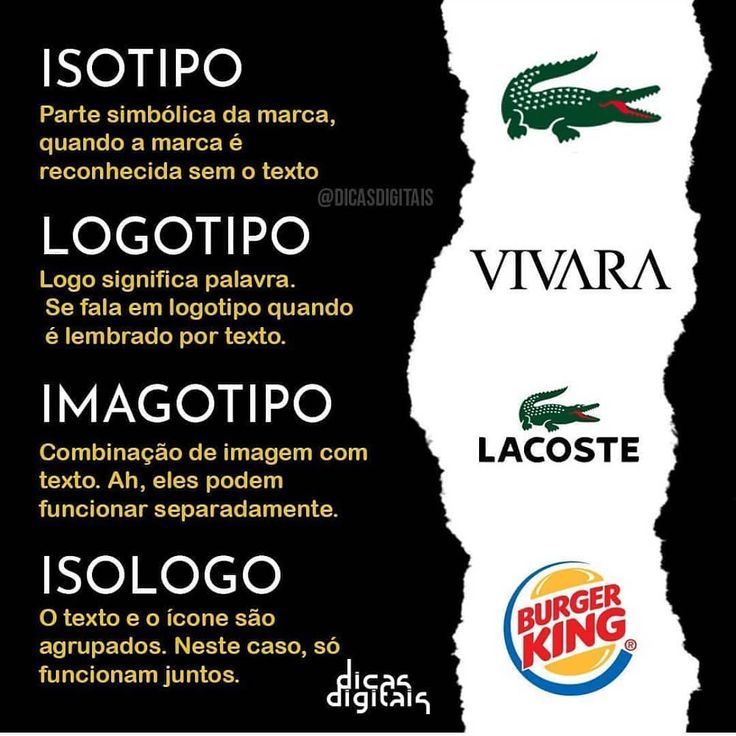 ISOTIPO
Parte simbólica da marca,
quando a marca é
reconhecida sem o texto
@DICASDIGITAIS
LOGOTIPO
Logo significa palavra.
Se fala em logotipo quando
é lembrado por texto.
VIVARA
IMAGOTIPO
Combinação de imagem com
texto. Ah, eles podem
funcionar separadamente.
LACOSTE
ISOLOGO
O texto e o ícone são
agrupados. Neste caso, só
funcionam juntos.
BURGER
KING®
dicas
digitais